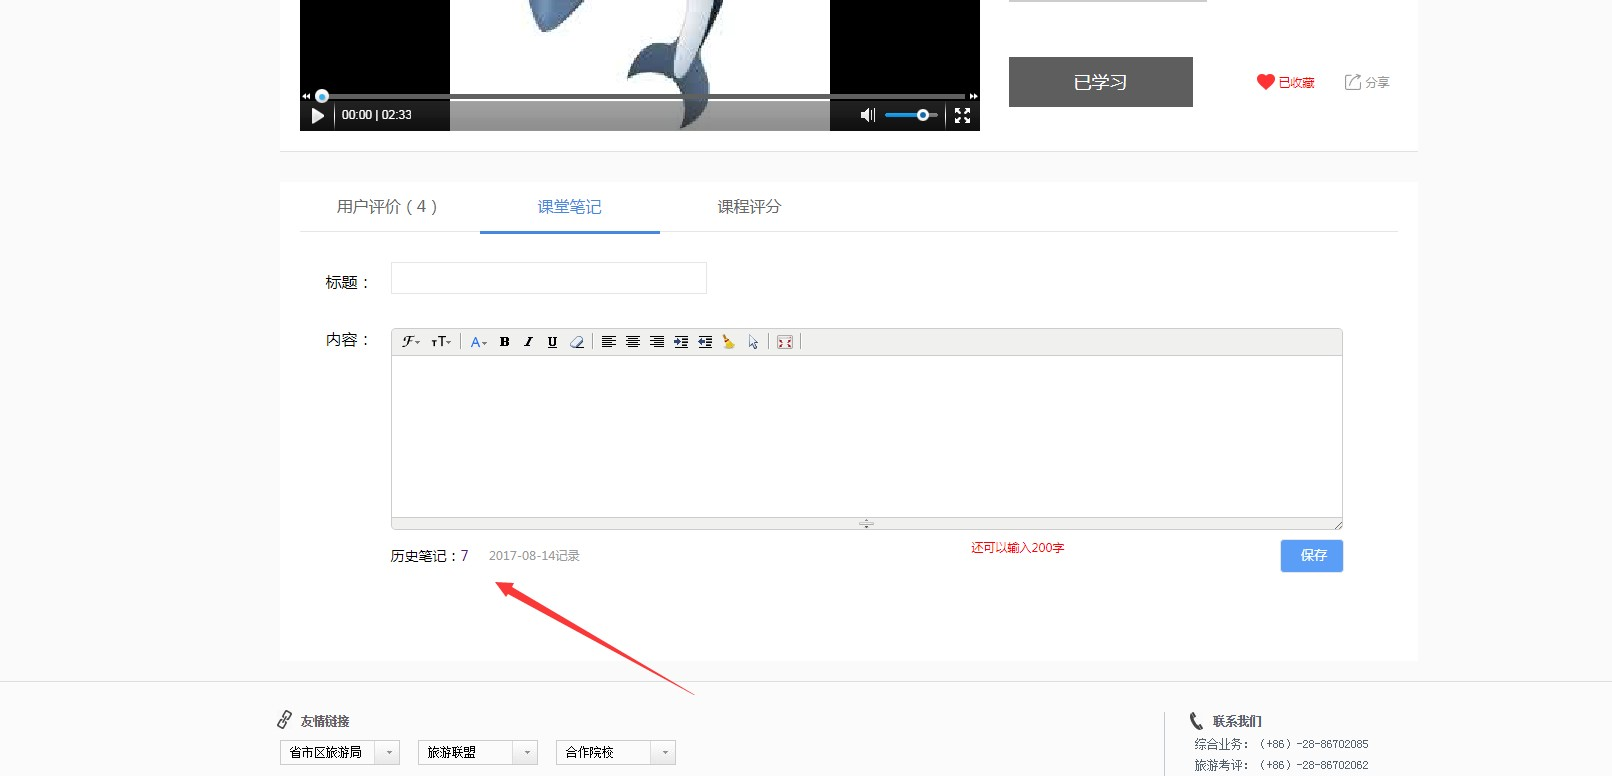 已学习
已收藏
分享
00:00 | 02:33
用户评价（4）
课堂笔记
课程评分
标题：
内容：
历史笔记：7 2017-08-14记录
还可以输入200字
保存
友情链接
省市区旅游局
旅游联盟
合作院校
联系我们
综合业务：（+86）-28-86702085
旅游考评：（+86）-28-86702062